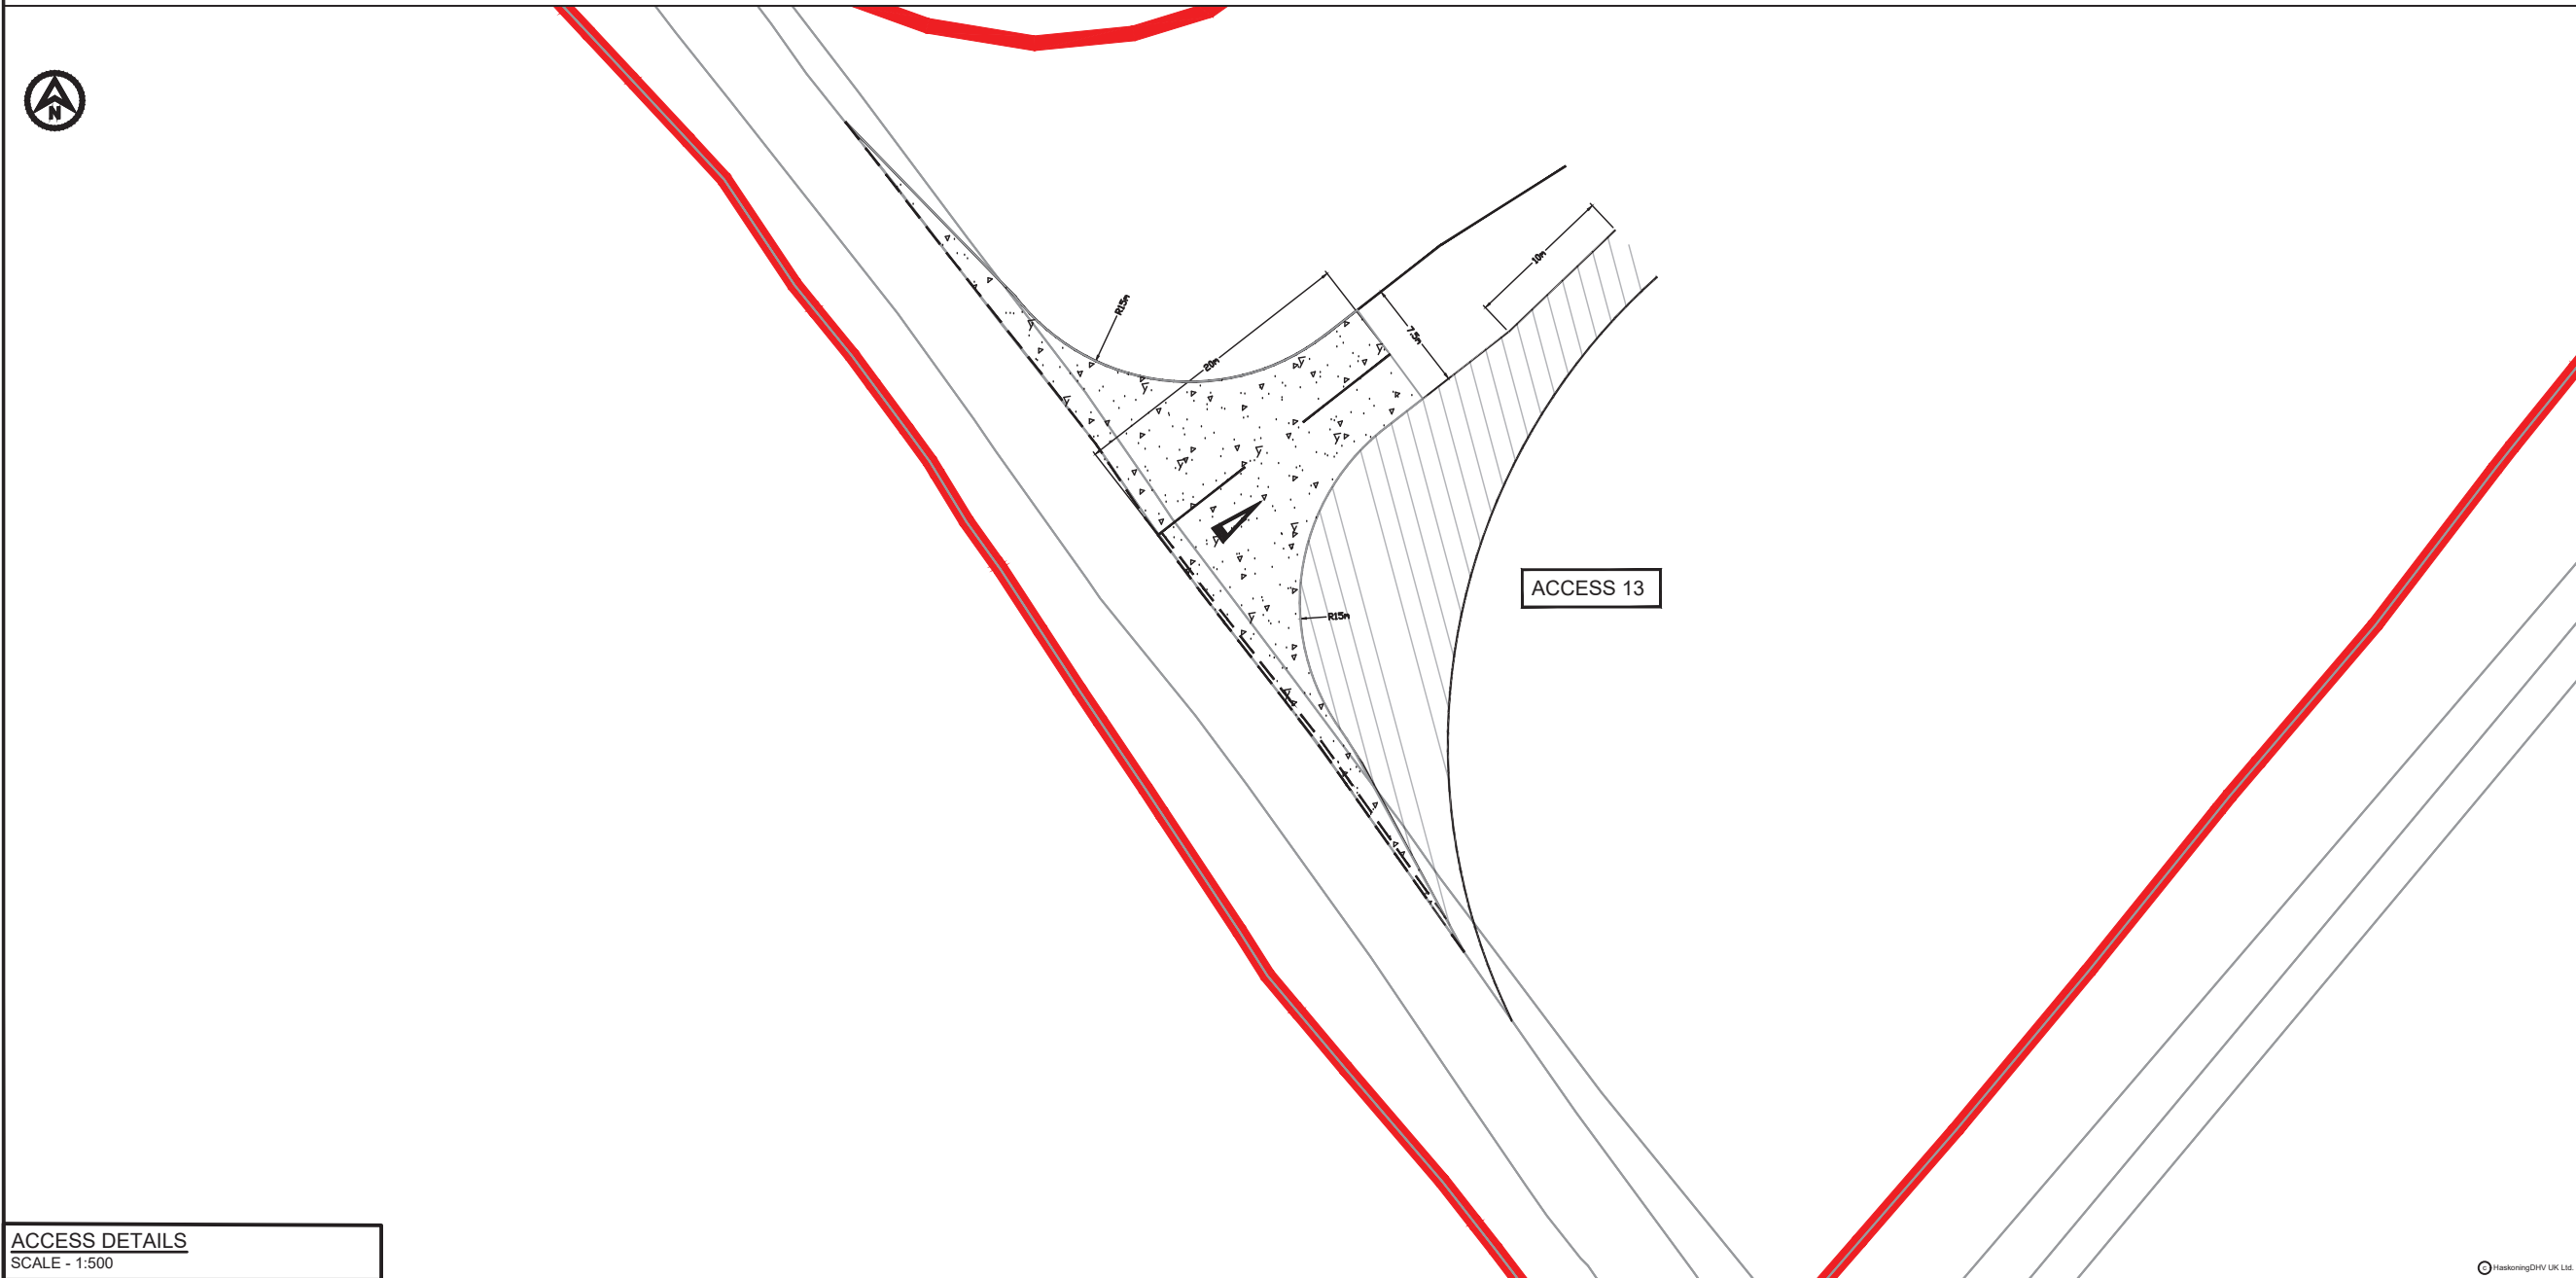 N
10m
R15m
7.5m
20m
ACCESS 13
R15m
ACCESS DETAILS
SCALE - 1:500
© HaskoningDHV UK Ltd.